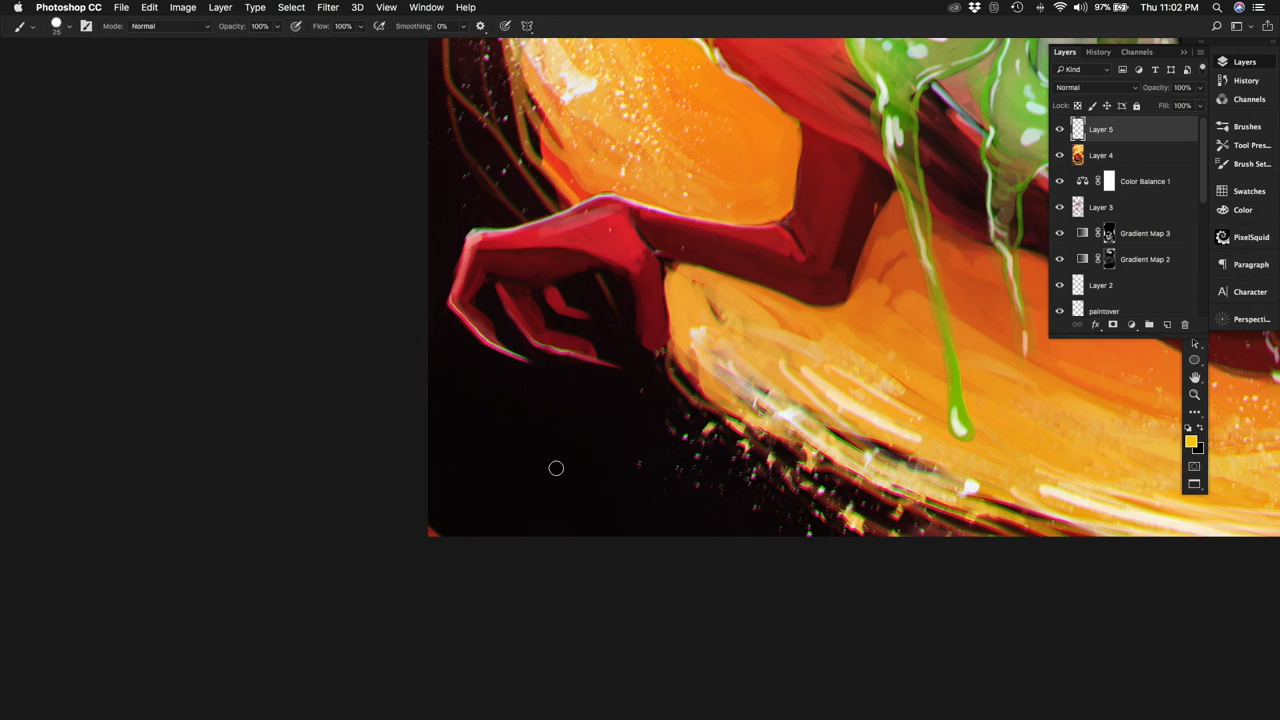 Photoshop CC File Edit Image Layer Type Select Filter 3D View Window Help 97% Thu 11:02 PM
25 Mode: Normal Opacity: 100% Flow: 100% Smoothing: 0%
Layers History Channels
Kind
Normal Opacity: 100%
Lock: Fill: 100%
Layer 5
Layer 4
Color Balance 1
Layer 3
Gradient Map 3
Gradient Map 2
Layer 2
paintover
fx
Layers
History
Channels
Brushes
Tool Pres...
Brush Set...
Swatches
Color
PixelSquid
Paragraph
Character
Perspecti...